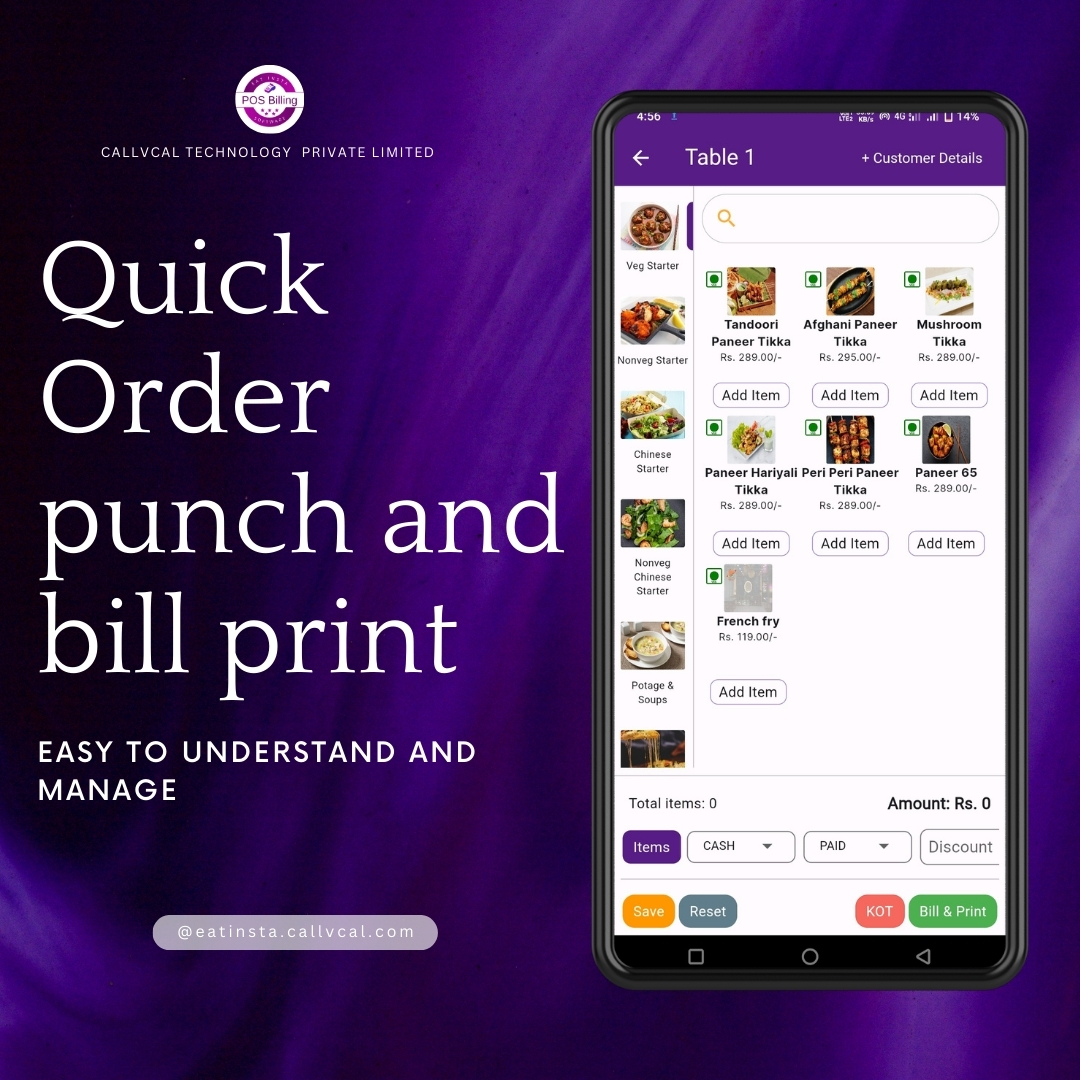 EAT INSTA
POS Billing
SOFTWARE
CALLVCAL TECHNOLOGY PRIVATE LIMITED
Quick
Order
punch and
bill print
EASY TO UNDERSTAND AND
MANAGE
@eatinsta.callvcal.com
4:56
LTE2 KB/s 4G 14%
Table 1
+ Customer Details
Veg Starter
Nonveg Starter
Chinese
Starter
Nonveg
Chinese
Starter
Potage &
Soups
Tandoori
Paneer Tikka
Rs. 289.00/-
Add Item
Afghani Paneer
Tikka
Rs. 295.00/-
Add Item
Mushroom
Tikka
Rs. 289.00/-
Add Item
Paneer Hariyali
Tikka
Rs. 289.00/-
Add Item
Peri Peri Paneer
Tikka
Rs. 289.00/-
Add Item
Paneer 65
Rs. 289.00/-
Add Item
French fry
Rs. 119.00/-
Add Item
Total items: 0
Amount: Rs. 0
Items
CASH
PAID
Discount
Save
Reset
KOT
Bill & Print